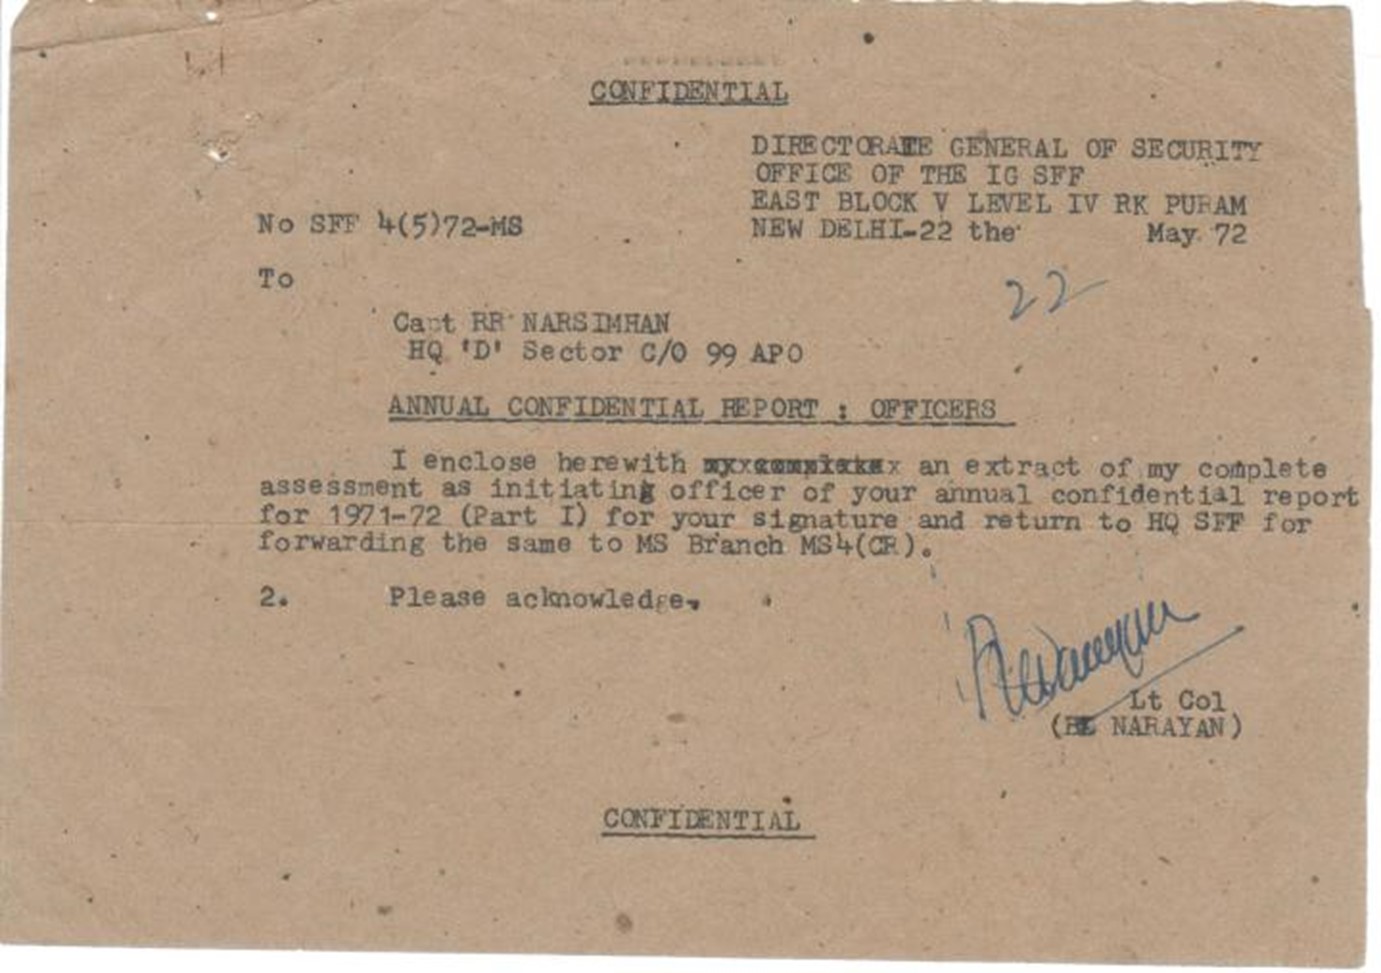 CONFIDENTIAL
DIRECTORATE GENERAL OF SECURITY
OFFICE OF THE IG SFF
EAST BLOCK V LEVEL IV RK PURAM
No SFF 4(5)72-MS
NEW DELHI-22 the May 72
22
To
Capt RR NARSIMHAN
HQ 'D' Sector C/O 99 APO
ANNUAL CONFIDENTIAL REPORT : OFFICERS
I enclose herewith an extract of my complete
assessment as initiating officer of your annual confidential report
for 1971-72 (Part I) for your signature and return to HQ SFF for
forwarding the same to MS Branch MS4(CR).
2. Please acknowledge.
Lt Col
( NARAYAN)
CONFIDENTIAL